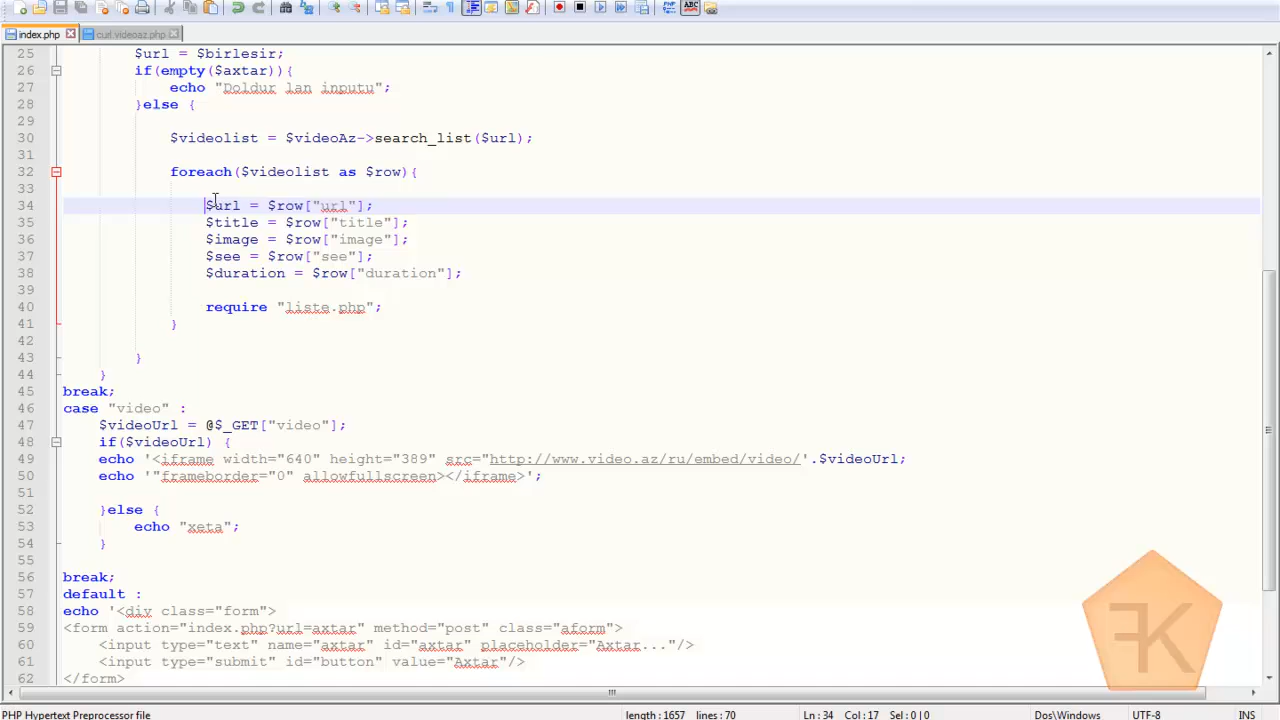 index.php
curl.videoaz.php
25 $url = $birlesir;
26 if(empty($axtar)){
27 echo "Doldur lan inputu";
28 }else {
29
30 $videolist = $videoAz->search_list($url);
31
32 foreach($videolist as $row){
33
34 $url = $row["url"];
35 $title = $row["title"];
36 $image = $row["image"];
37 $see = $row["see"];
38 $duration = $row["duration"];
39
40 require "liste.php";
41 }
42
43 }
44 }
45 break;
46 case "video" :
47 $videoUrl = @$_GET["video"];
48 if($videoUrl) {
49 echo '<iframe width="640" height="389" src="http://www.video.az/ru/embed/video/'.$videoUrl;
50 echo '"frameborder="0" allowfullscreen></iframe>';
51
52 }else {
53 echo "xeta";
54 }
55
56 break;
57 default :
58 echo '<div class="form">
59 <form action="index.php?url=axtar" method="post" class="aform">
60 <input type="text" name="axtar" id="axtar" placeholder="Axtar..."/>
61 <input type="submit" id="button" value="Axtar"/>
62 </form>
PHP Hypertext Preprocessor file length : 1657 lines : 70 Ln : 34 Col : 17 Sel : 0 | 0 Dos\Windows UTF-8 INS